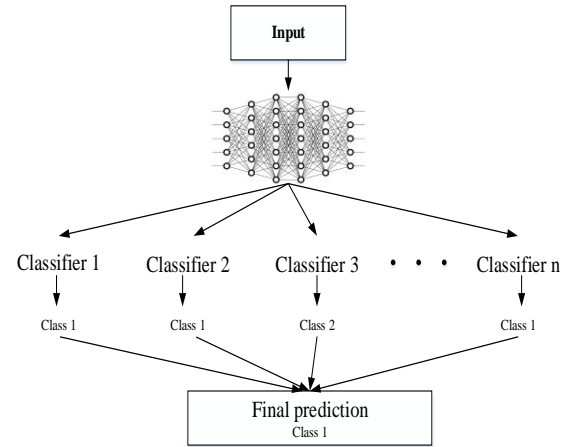 Input
Classifier 1 Classifier 2 Classifier 3 • • • Classifier n
Class 1 Class 1 Class 2 Class 1
Final prediction
Class 1